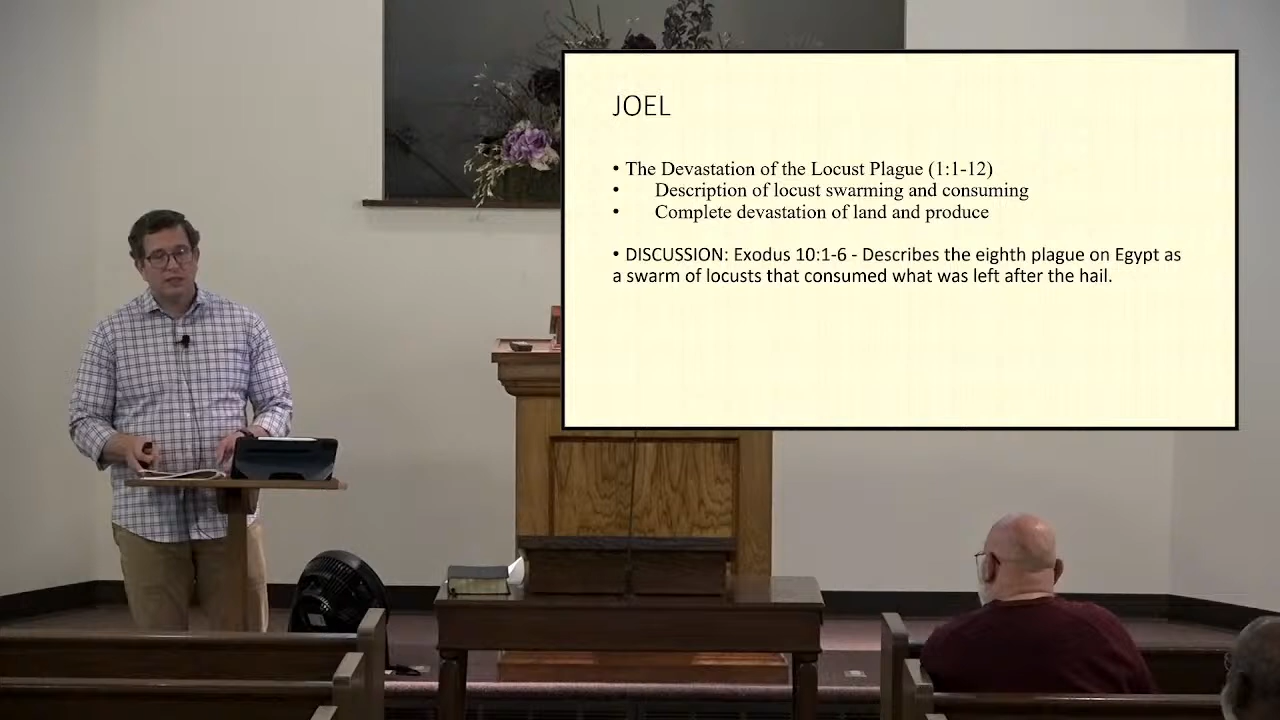 JOEL
• The Devastation of the Locust Plague (1:1-12)
• Description of locust swarming and consuming
• Complete devastation of land and produce
• DISCUSSION: Exodus 10:1-6 - Describes the eighth plague on Egypt as
a swarm of locusts that consumed what was left after the hail.